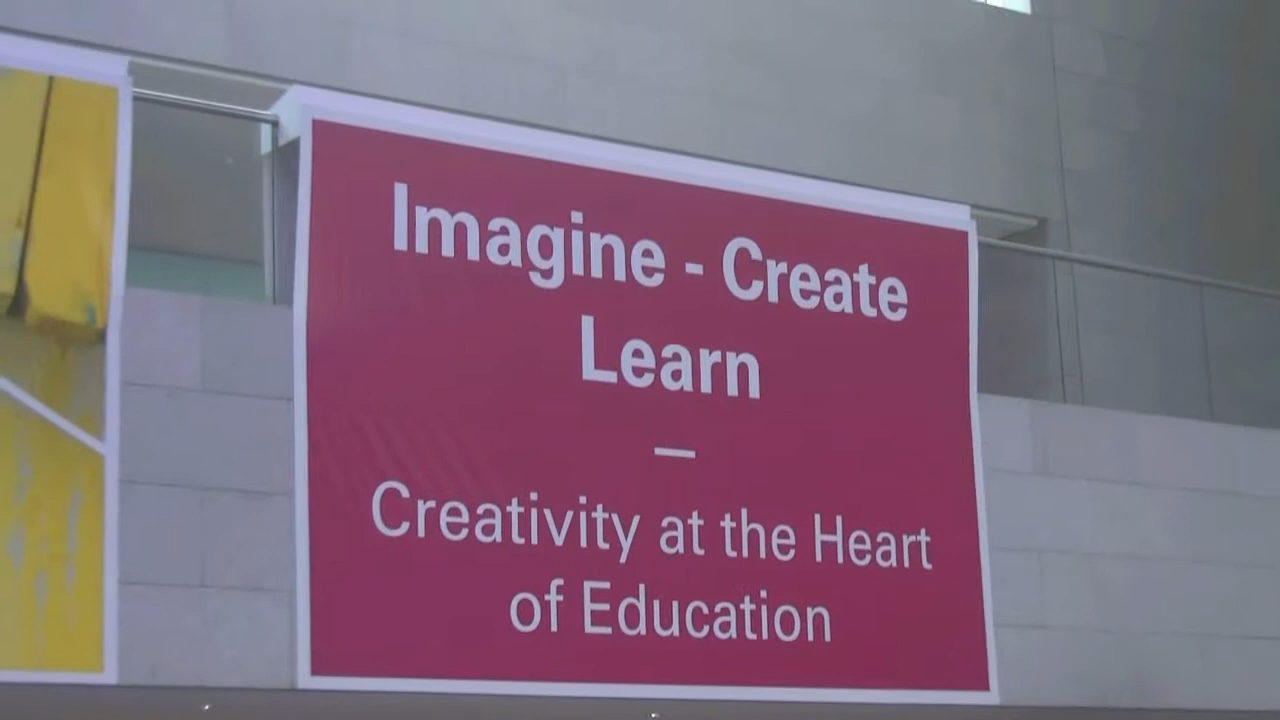 Imagine - Create
Learn
—
Creativity at the Heart
of Education